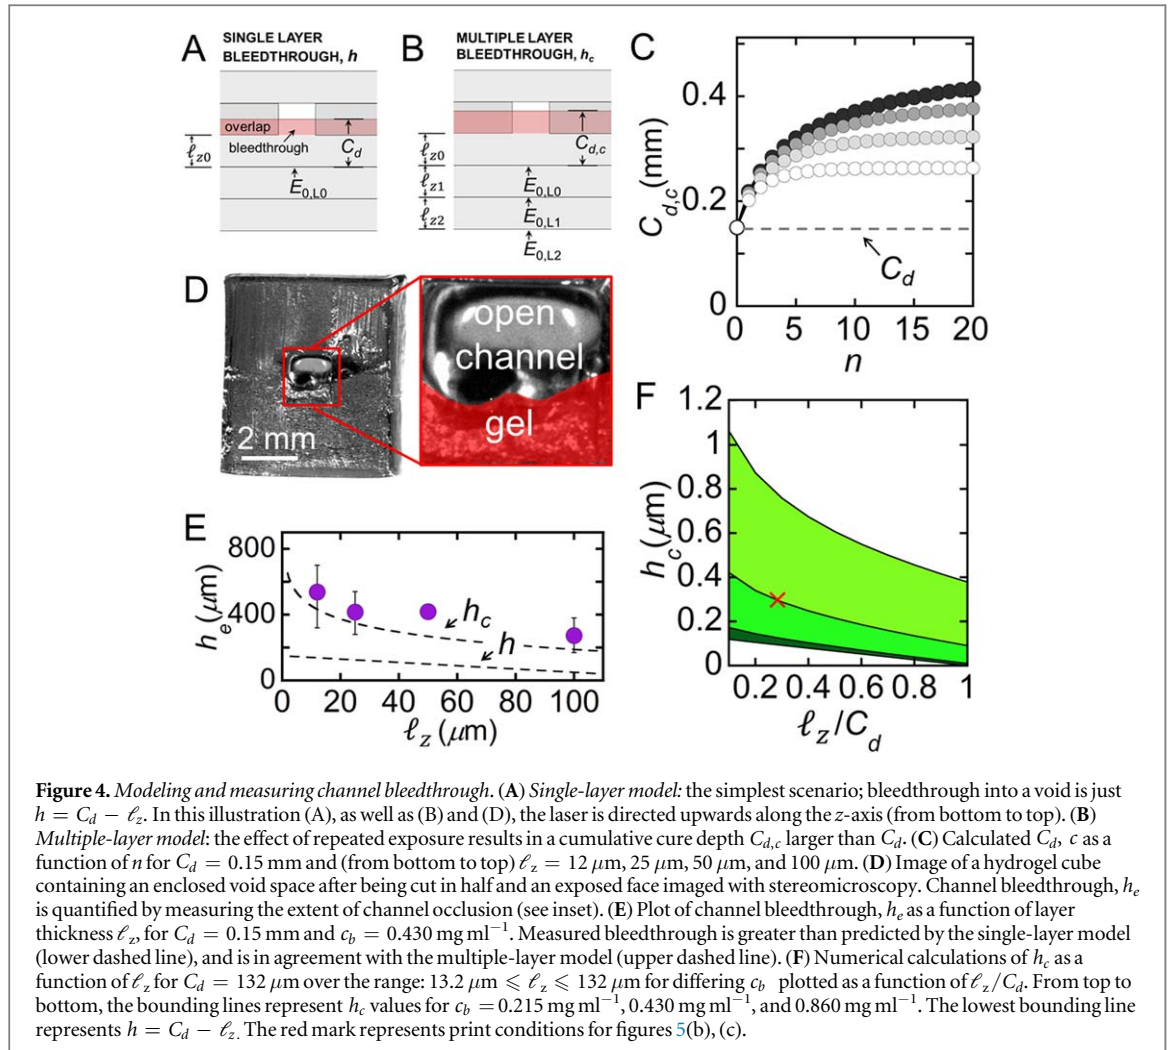 A SINGLE LAYER
BLEEDTHROUGH, h
overlap
bleedthrough
C_d
ℓ_z0
E_0,L0
B MULTIPLE LAYER
BLEEDTHROUGH, h_c
C_d,c
ℓ_z0
ℓ_z1
ℓ_z2
E_0,L0
E_0,L1
E_0,L2
C
C_d,c (mm)
0.4
0.2
0
C_d
0 5 10 15 20
n
D
2 mm
open
channel
gel
E
h_e (μm)
800
400
0
h_c
h
0 20 40 60 80 100
ℓ_z (μm)
F
h_c (μm)
1.2
1
0.8
0.6
0.4
0.2
0
0.2 0.4 0.6 0.8 1
ℓ_z/C_d
Figure 4. Modeling and measuring channel bleedthrough. (A) Single-layer model: the simplest scenario; bleedthrough into a void is just
h = C_d − ℓ_z. In this illustration (A), as well as (B) and (D), the laser is directed upwards along the z-axis (from bottom to top). (B)
Multiple-layer model: the effect of repeated exposure results in a cumulative cure depth C_d,c larger than C_d. (C) Calculated C_d, c as a
function of n for C_d = 0.15 mm and (from bottom to top) ℓ_z = 12 μm, 25 μm, 50 μm, and 100 μm. (D) Image of a hydrogel cube
containing an enclosed void space after being cut in half and an exposed face imaged with stereomicroscopy. Channel bleedthrough, h_e
is quantified by measuring the extent of channel occlusion (see inset). (E) Plot of channel bleedthrough, h_e as a function of layer
thickness ℓ_z, for C_d = 0.15 mm and c_b = 0.430 mg ml⁻¹. Measured bleedthrough is greater than predicted by the single-layer model
(lower dashed line), and is in agreement with the multiple-layer model (upper dashed line). (F) Numerical calculations of h_c as a
function of ℓ_z for C_d = 132 μm over the range: 13.2 μm ⩽ ℓ_z ⩽ 132 μm for differing c_b plotted as a function of ℓ_z/C_d. From top to
bottom, the bounding lines represent h_c values for c_b = 0.215 mg ml⁻¹, 0.430 mg ml⁻¹, and 0.860 mg ml⁻¹. The lowest bounding line
represents h = C_d − ℓ_z. The red mark represents print conditions for figures 5(b), (c).